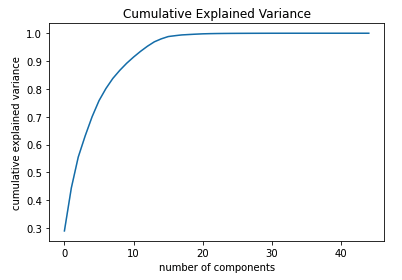 Cumulative Explained Variance
1.0
0.9
0.8
0.7
0.6
0.5
0.4
0.3
cumulative explained variance
0 10 20 30 40
number of components